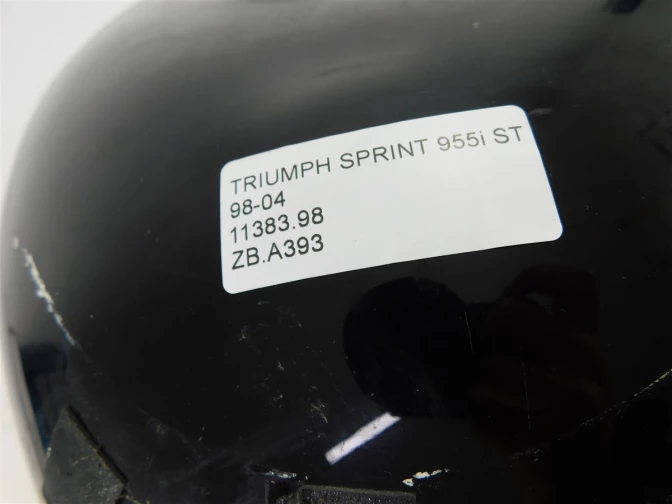 TRIUMPH SPRINT 955i ST
98-04
11383.98
ZB.A393